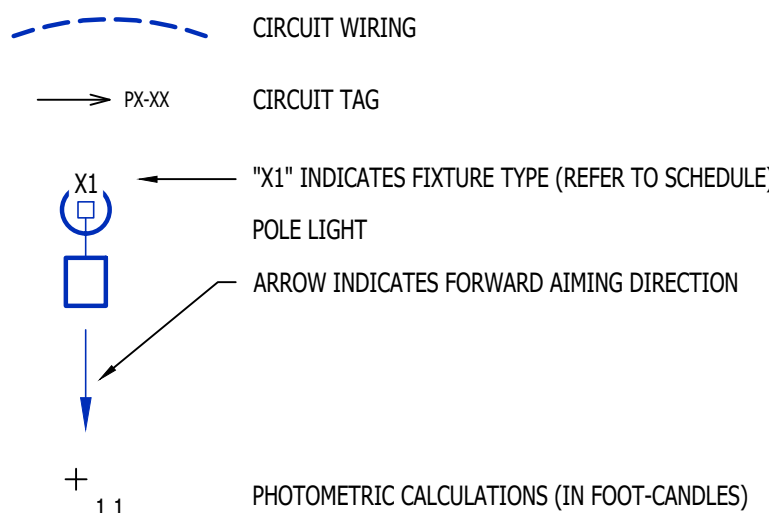 CIRCUIT WIRING
PX-XX CIRCUIT TAG
X1 "X1" INDICATES FIXTURE TYPE (REFER TO SCHEDULE)
POLE LIGHT
ARROW INDICATES FORWARD AIMING DIRECTION
1.1 PHOTOMETRIC CALCULATIONS (IN FOOT-CANDLES)